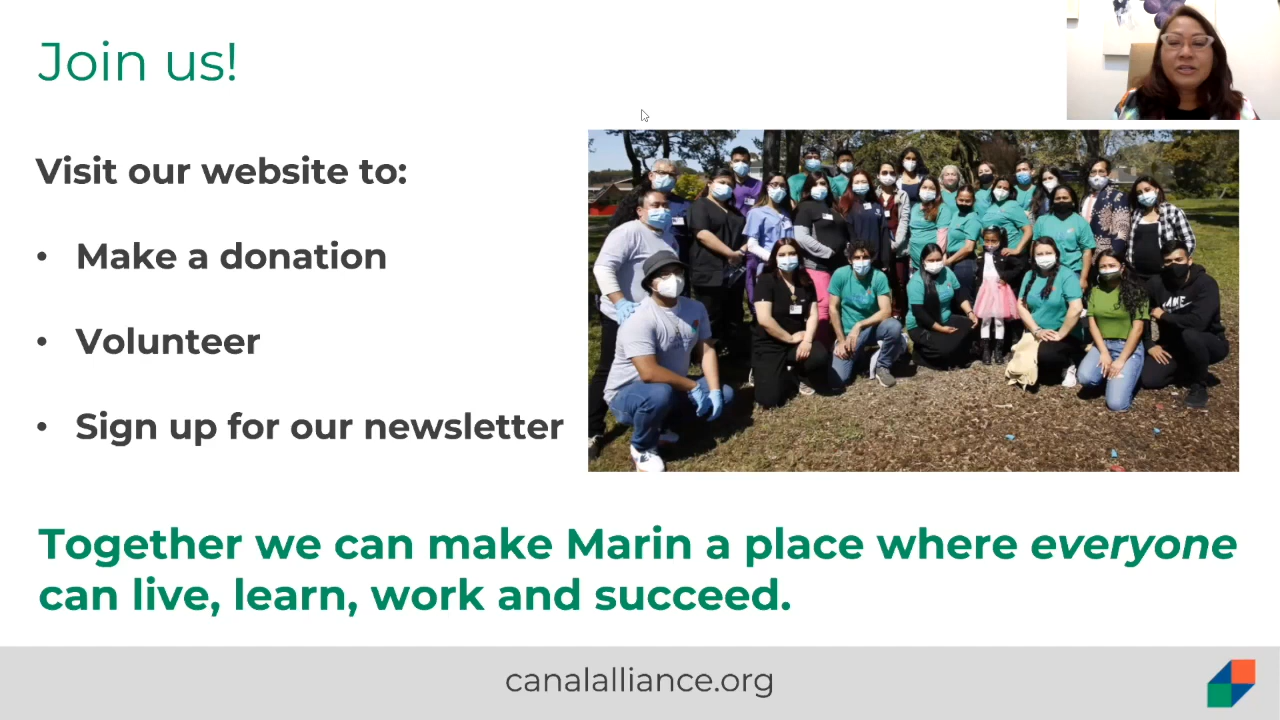 Join us!
Visit our website to:
• Make a donation
• Volunteer
• Sign up for our newsletter
Together we can make Marin a place where everyone
can live, learn, work and succeed.
canalalliance.org